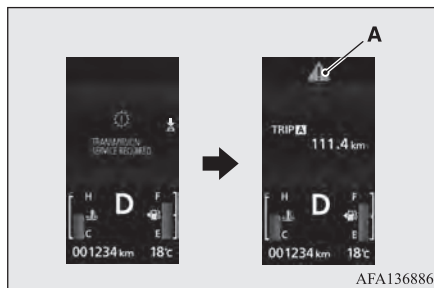 A
TRANSMISSION
SERVICE REQUIRED
H F
D
C E
001234 km 18°c
TRIP A
111.4 km
H F
D
C E
001234 km 18°c
AFA136886